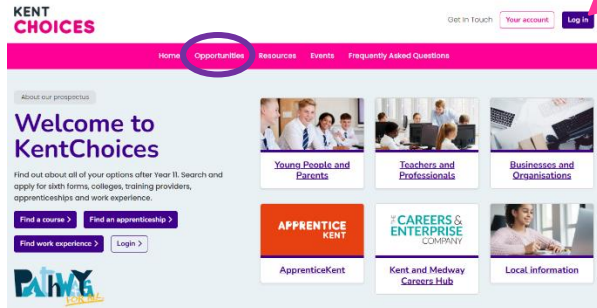 KENT
CHOICES
Get In Touch
Your account
Log in
Home Opportunities Resources Events Frequently Asked Questions
About our prospectus
Welcome to
KentChoices
Find out about all of your options after Year 11. Search and
apply for sixth forms, colleges, training providers,
apprenticeships and work experience.
Find a course >
Find an apprenticeship >
Find work experience >
Login >
Young People and
Parents
Teachers and
Professionals
Businesses and
Organisations
APPRENTICE
KENT
ApprenticeKent
THE CAREERS &
ENTERPRISE
COMPANY
Kent and Medway
Careers Hub
Local information
PAThWAYS
FOR ALL